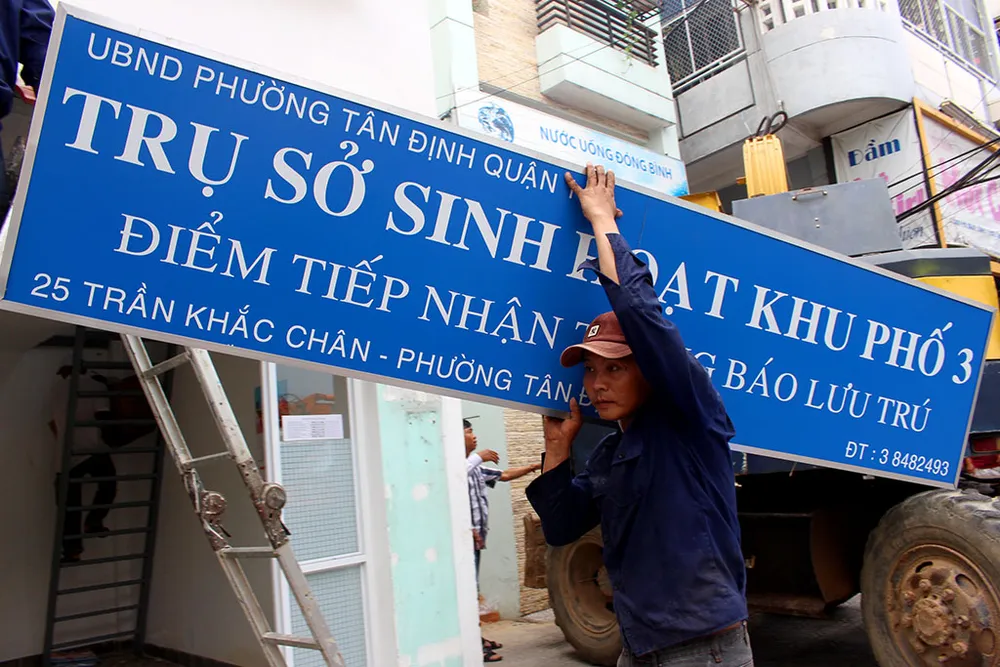 UBND PHƯỜNG TÂN ĐỊNH QUẬN
TRỤ SỞ SINH HOẠT KHU PHỐ 3
ĐIỂM TIẾP NHẬN BÁO LƯU TRÚ
25 TRẦN KHẮC CHÂN - PHƯỜNG TÂN
ĐT : 3 8482493
NƯỚC UỐNG ĐÓNG BÌNH
Đầm